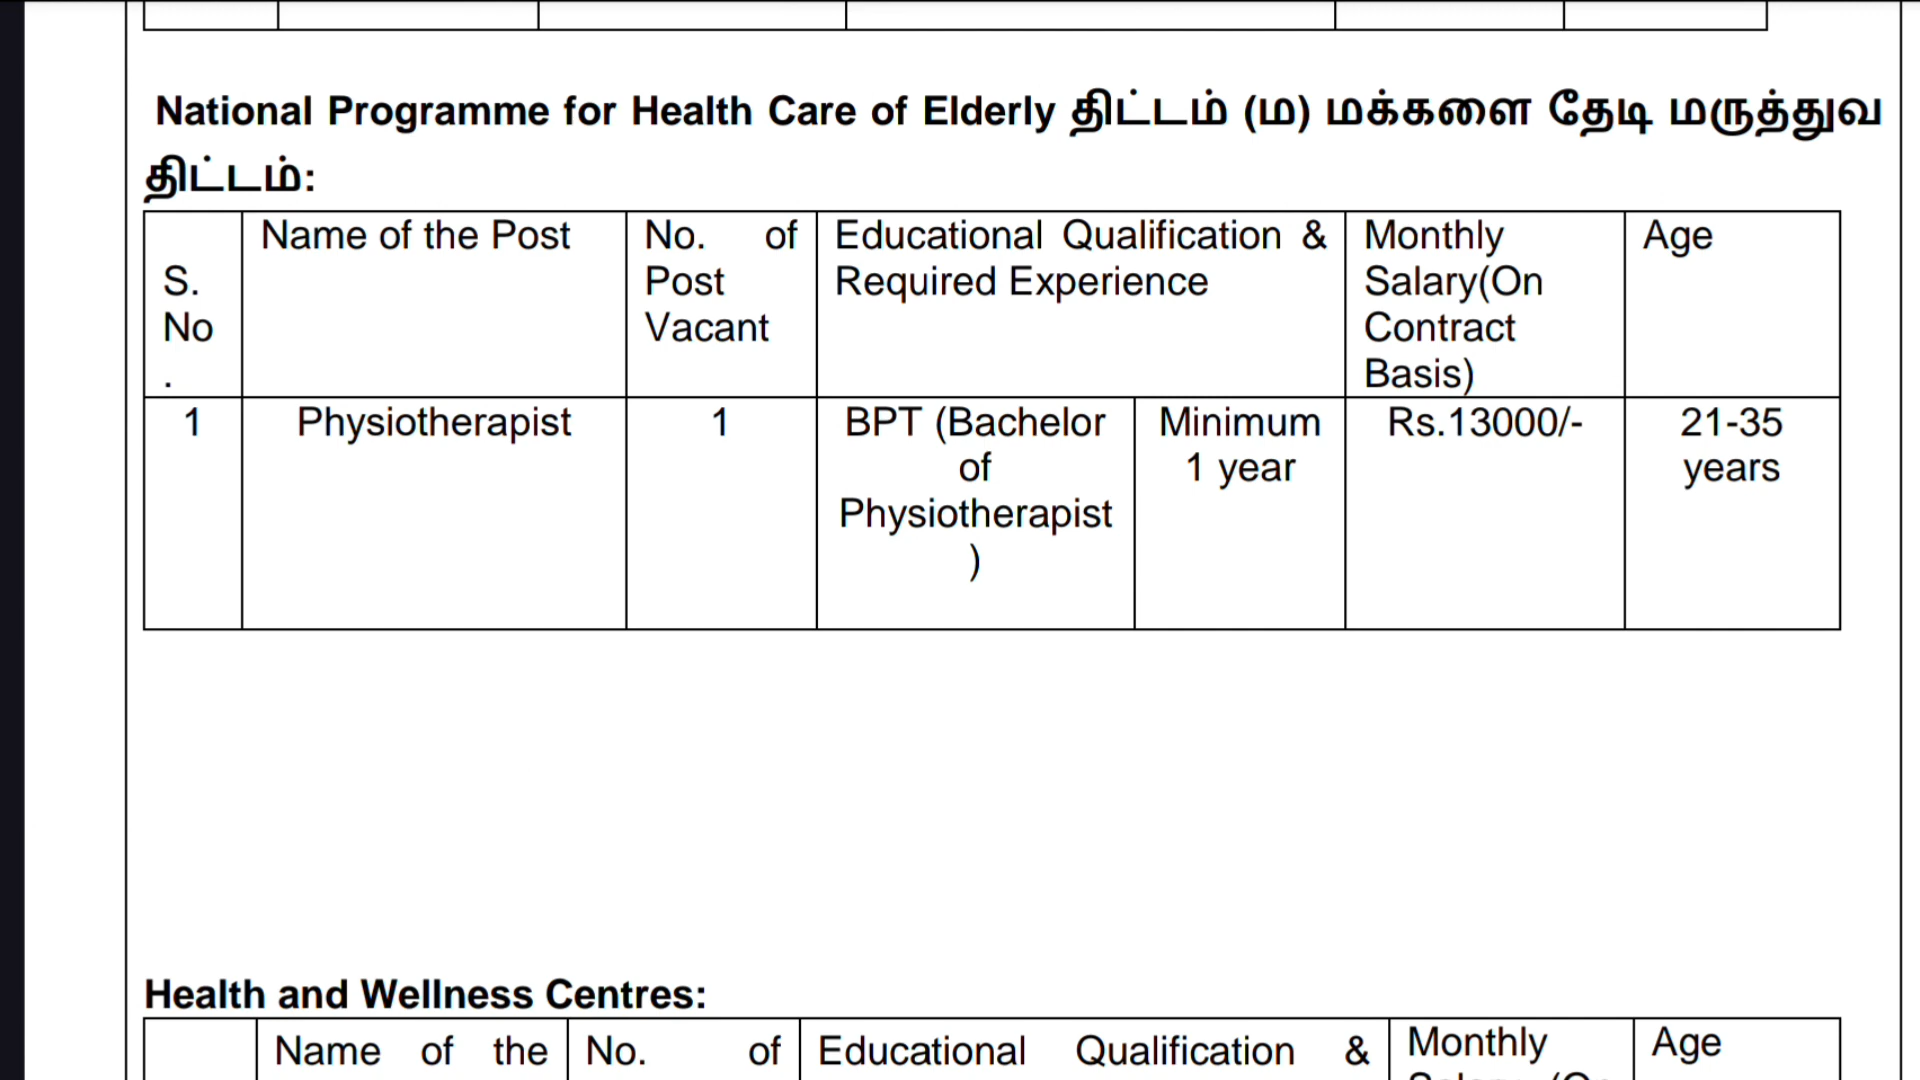 National Programme for Health Care of Elderly திட்டம் (ம) மக்களை தேடி மருத்துவ
திட்டம்:
S.
No
.
Name of the Post
No. of
Post
Vacant
Educational Qualification &
Required Experience
Monthly
Salary(On
Contract
Basis)
Age
1
Physiotherapist
1
BPT (Bachelor
of
Physiotherapist
)
Minimum
1 year
Rs.13000/-
21-35
years
Health and Wellness Centres:
Name of the
No. of
Educational Qualification &
Monthly
Age